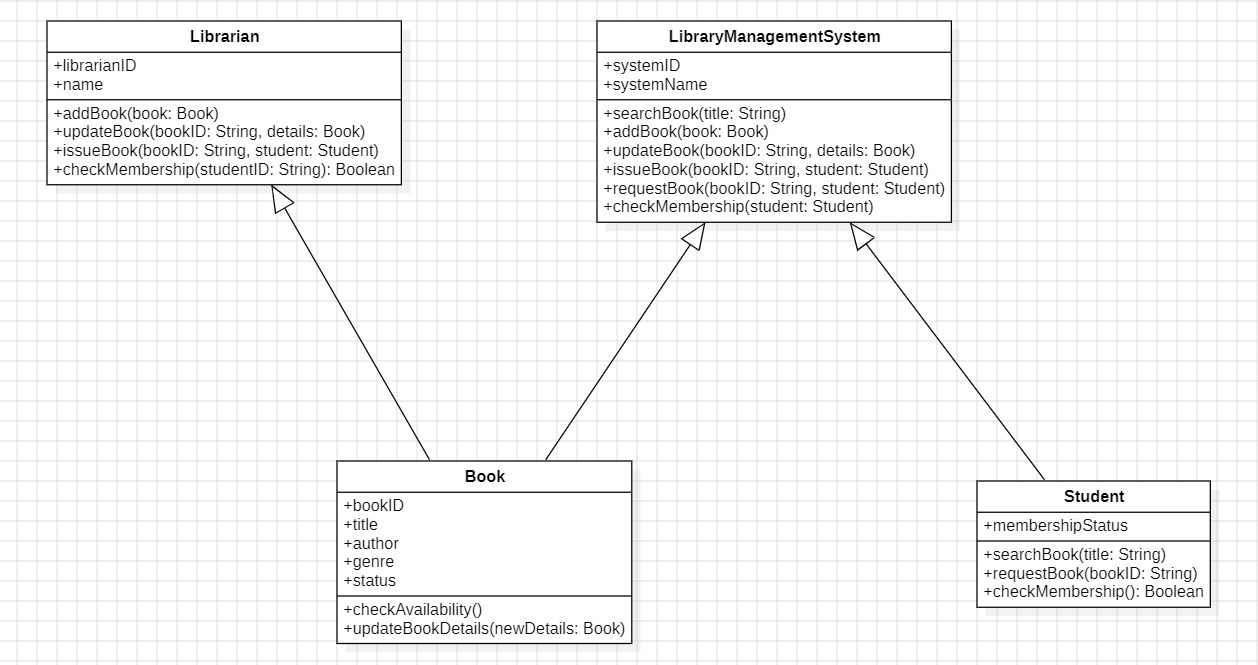 Librarian
+librarianID
+name
+addBook(book: Book)
+updateBook(bookID: String, details: Book)
+issueBook(bookID: String, student: Student)
+checkMembership(studentID: String): Boolean
LibraryManagementSystem
+systemID
+systemName
+searchBook(title: String)
+addBook(book: Book)
+updateBook(bookID: String, details: Book)
+issueBook(bookID: String, student: Student)
+requestBook(bookID: String, student: Student)
+checkMembership(student: Student)
Book
+bookID
+title
+author
+genre
+status
+checkAvailability()
+updateBookDetails(newDetails: Book)
Student
+membershipStatus
+searchBook(title: String)
+requestBook(bookID: String)
+checkMembership(): Boolean